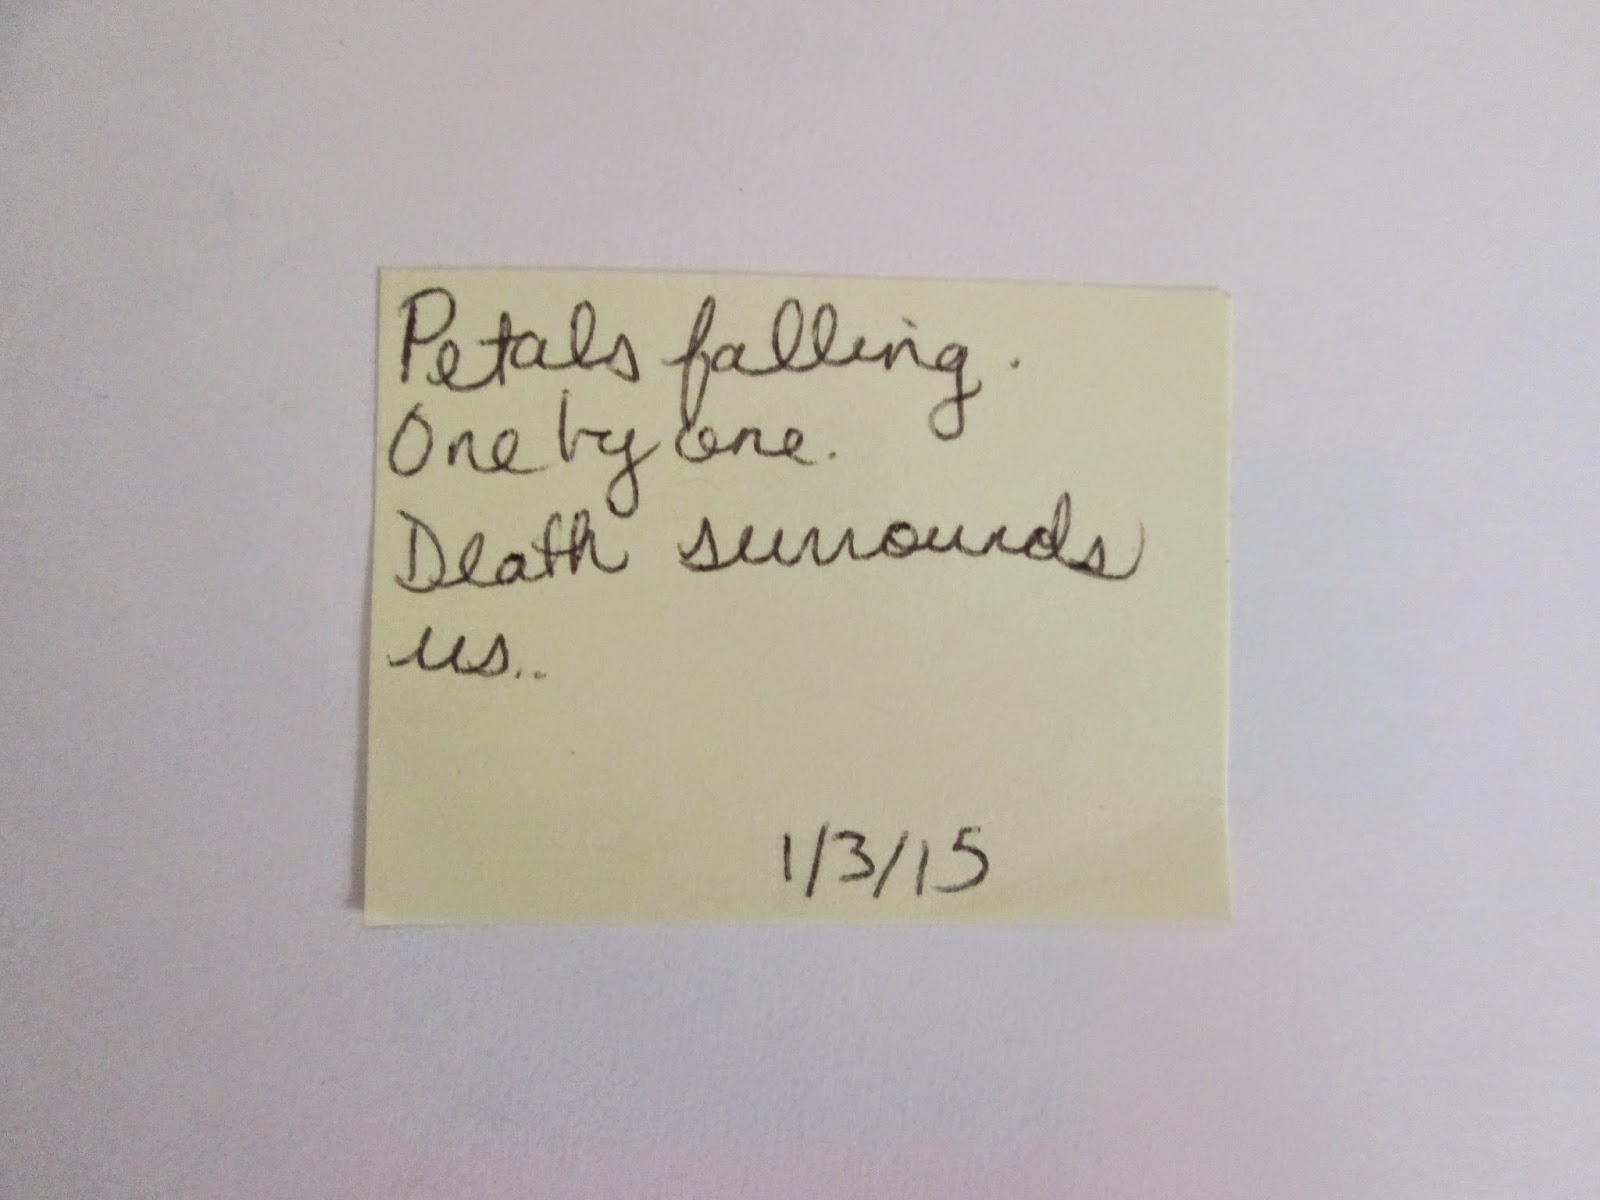 Petals falling.
One by one.
Death surrounds
us..
1/3/15